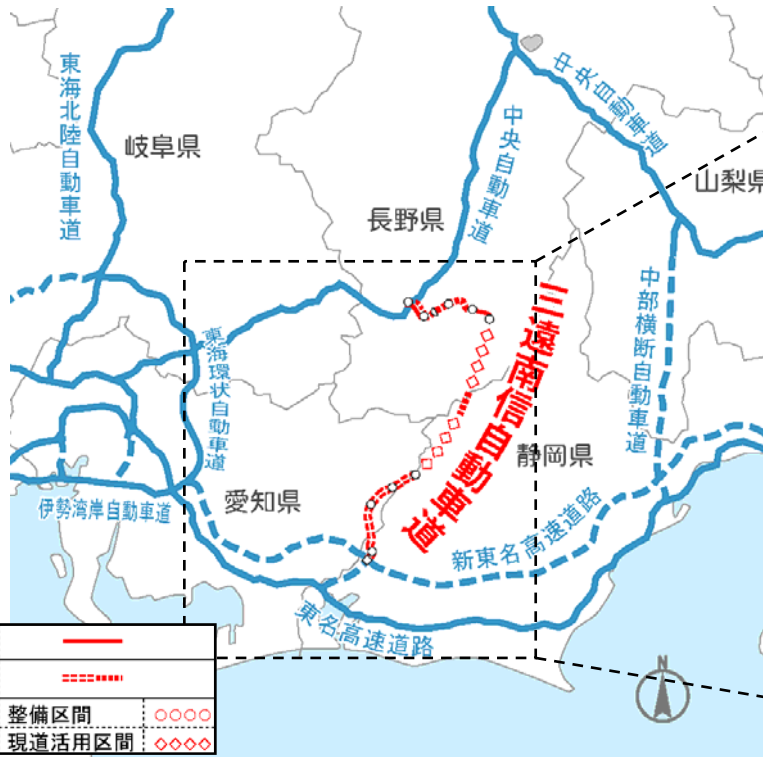 東海北陸自動車道
岐阜県
中央自動車道
中央自動車道
山梨県
長野県
三遠南信自動車道
中部横断自動車道
東海環状自動車道
静岡県
愛知県
伊勢湾岸自動車道
新東名高速道路
東名高速道路
N
整備区間
現道活用区間